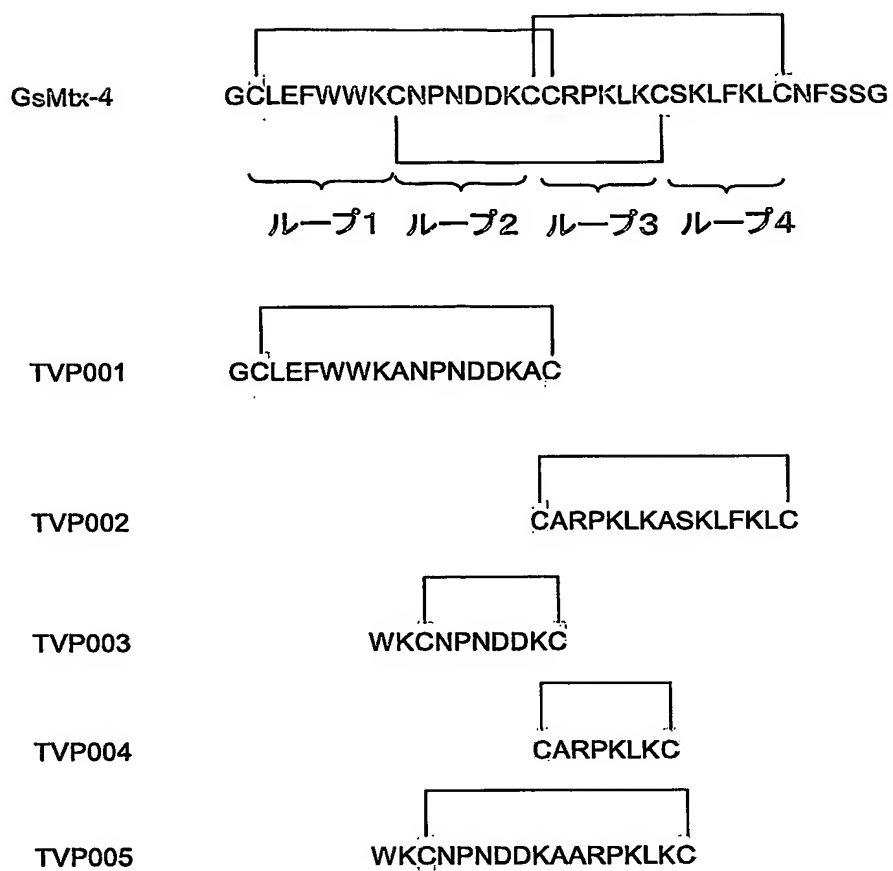 GsMtx-4 GCLEFWWKCNPNDDKCCRPKLKCSKLFKLCNFSSG
ループ1 ループ2 ループ3 ループ4
TVP001 GCLEFWWKANPNDDKAC
TVP002 CARPKLKASKLFKLC
TVP003 WKCNPNDDKC
TVP004 CARPKLKC
TVP005 WKCNPNDDKAARPKLKC